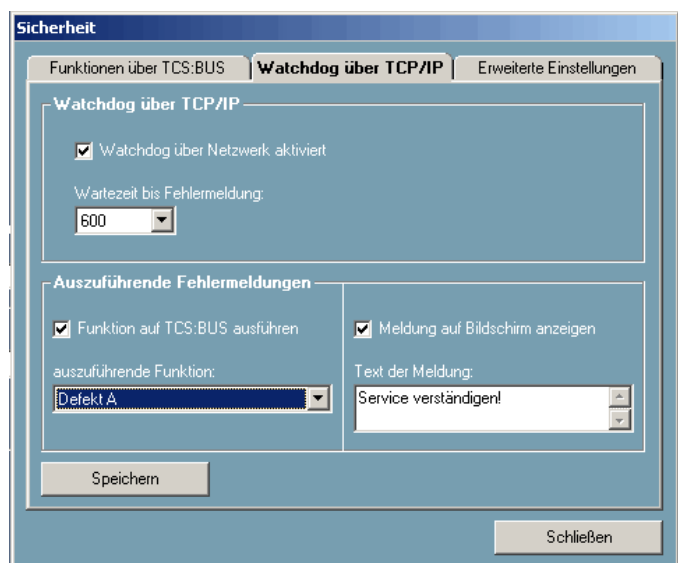 Sicherheit
Funktionen über TCS:BUS
Watchdog über TCP/IP
Erweiterte Einstellungen
Watchdog über TCP/IP
Watchdog über Netzwerk aktiviert
Wartezeit bis Fehlermeldung:
600
Auszuführende Fehlermeldungen
Funktion auf TCS:BUS ausführen
auszuführende Funktion:
Defekt A
Meldung auf Bildschirm anzeigen
Text der Meldung:
Service verständigen!
Speichern
Schließen